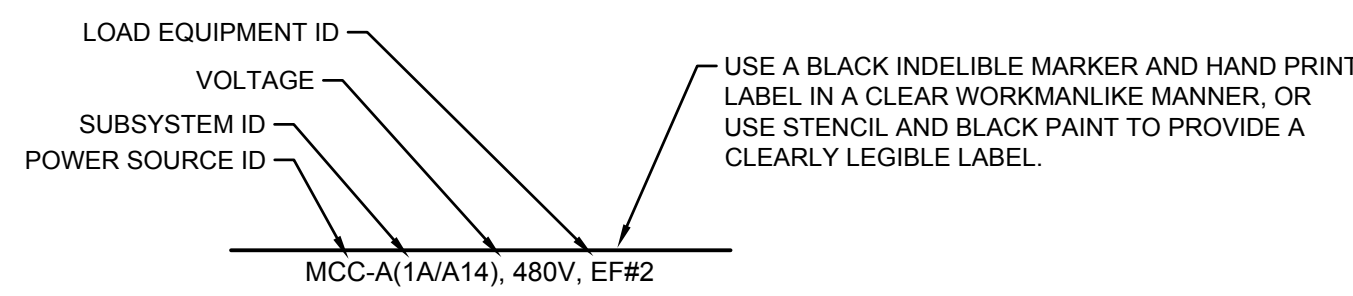 LOAD EQUIPMENT ID
VOLTAGE
SUBSYSTEM ID
POWER SOURCE ID
USE A BLACK INDELIBLE MARKER AND HAND PRINT
LABEL IN A CLEAR WORKMANLIKE MANNER, OR
USE STENCIL AND BLACK PAINT TO PROVIDE A
CLEARLY LEGIBLE LABEL.
MCC-A(1A/A14), 480V, EF#2